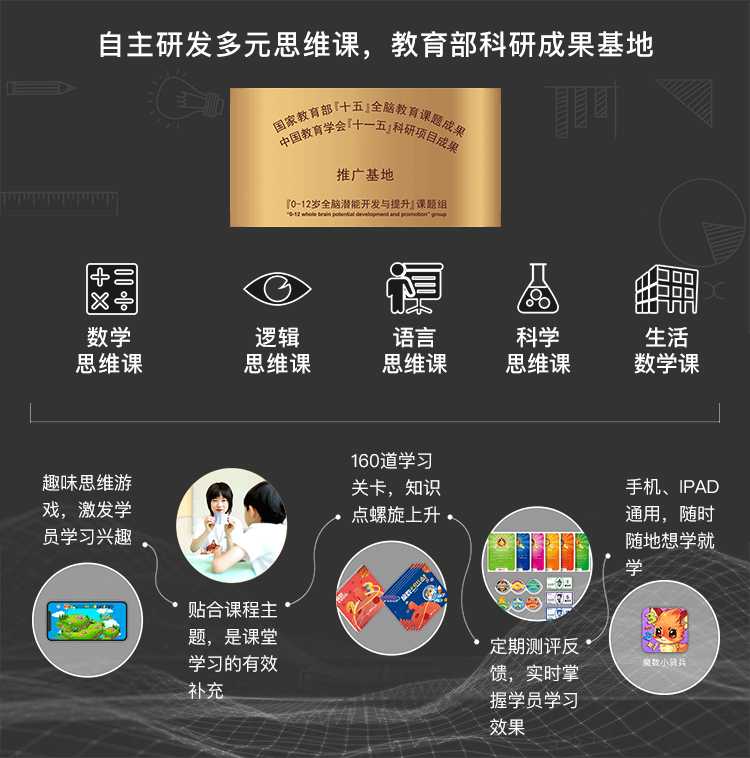 自主研发多元思维课，教育部科研成果基地
国家教育部『十五』全脑教育课题成果
中国教育学会『十一五』科研项目成果
推广基地
『0-12岁全脑潜能开发与提升』课题组
"0-12 whole brain potential development and promotion" group
数学
思维课
逻辑
思维课
语言
思维课
科学
思维课
生活
数学课
趣味思维游
戏，激发学
员学习兴趣
贴合课程主
题，是课堂
学习的有效
补充
160道学习
关卡，知识
点螺旋上升
定期测评反
馈，实时掌
握学员学习
效果
手机、IPAD
通用，随时
随地想学就
学
魔数小骑兵